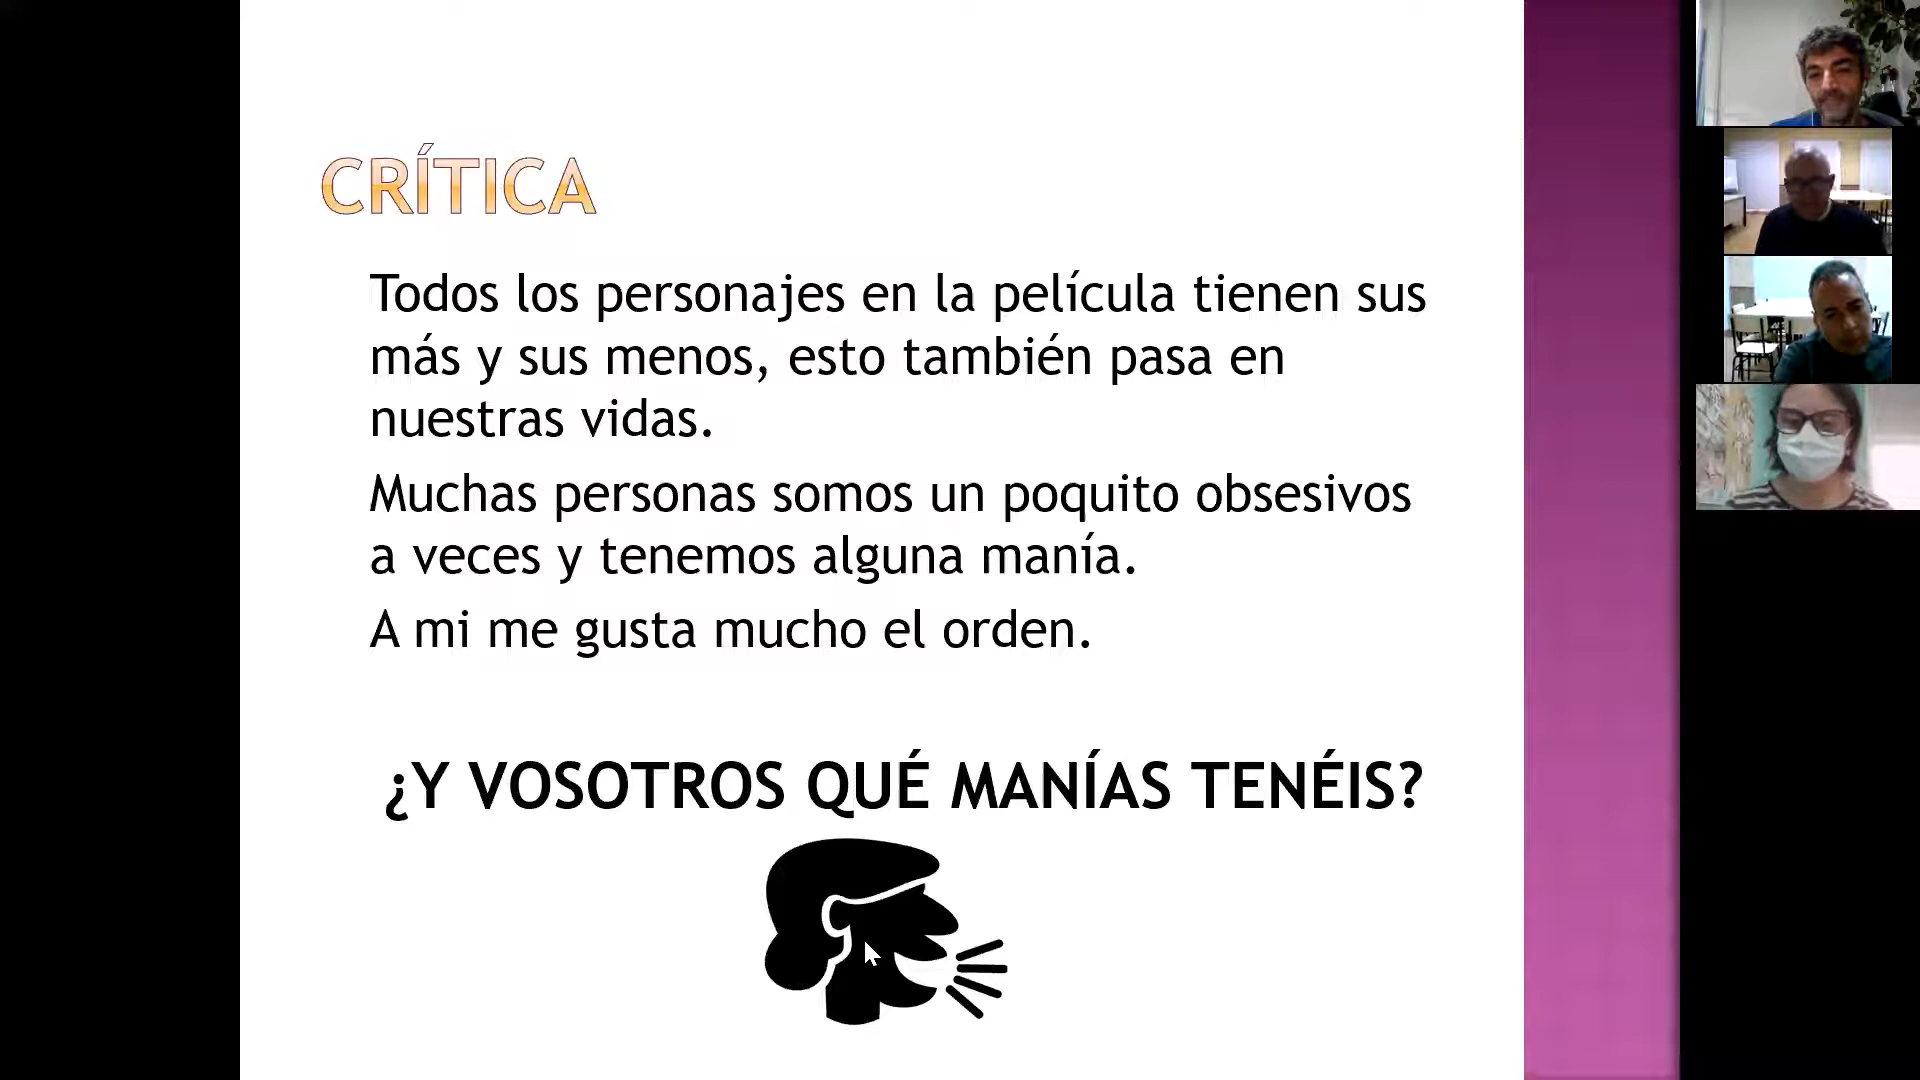 CRÍTICA
Todos los personajes en la película tienen sus
más y sus menos, esto también pasa en
nuestras vidas.
Muchas personas somos un poquito obsesivos
a veces y tenemos alguna manía.
A mi me gusta mucho el orden.
¿Y VOSOTROS QUÉ MANÍAS TENÉIS?